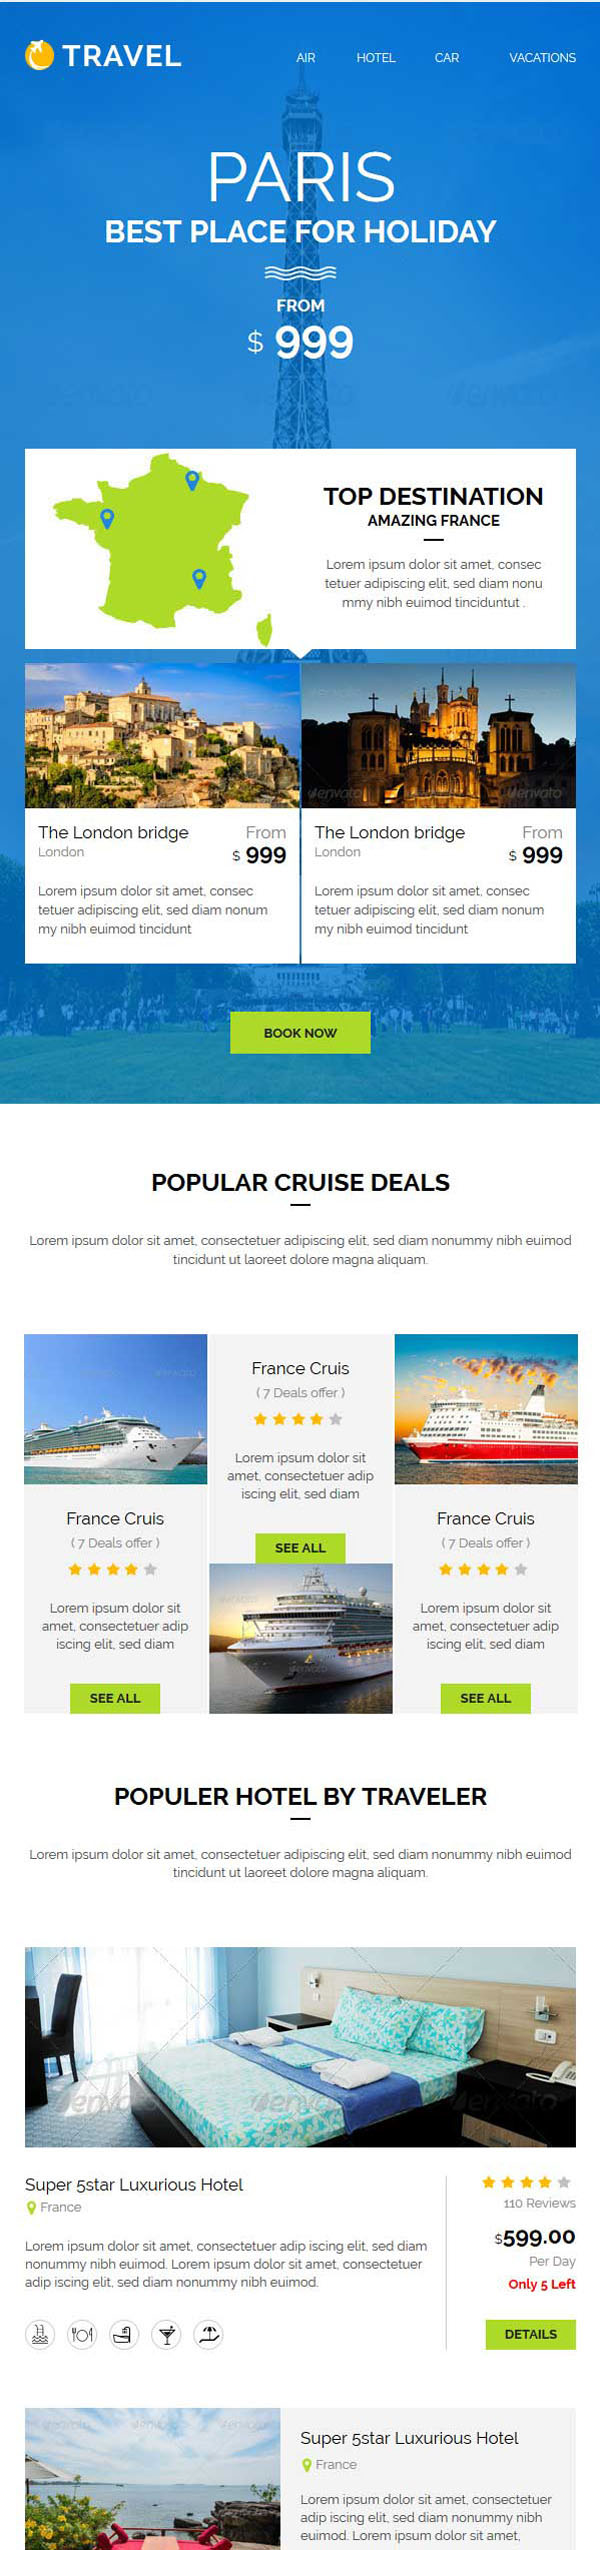 TRAVEL
AIR HOTEL CAR VACATIONS
PARIS
BEST PLACE FOR HOLIDAY
FROM
$ 999
TOP DESTINATION
AMAZING FRANCE
Lorem ipsum dolor sit amet, consec
tetuer adipiscing elit, sed diam nonu
mmy nibh euimod tinciduntut .
envato
envato
The London bridge From
London $ 999
Lorem ipsum dolor sit amet, consec
tetuer adipiscing elit, sed diam nonum
my nibh euimod tincidunt
The London bridge From
London $ 999
Lorem ipsum dolor sit amet, consec
tetuer adipiscing elit, sed diam nonum
my nibh euimod tincidunt
BOOK NOW
POPULAR CRUISE DEALS
Lorem ipsum dolor sit amet, consectetuer adipiscing elit, sed diam nonummy nibh euimod
tincidunt ut laoreet dolore magna aliquam.
France Cruis
( 7 Deals offer )
Lorem ipsum dolor sit
amet, consectetuer adip
iscing elit, sed diam
SEE ALL
France Cruis
( 7 Deals offer )
Lorem ipsum dolor sit
amet, consectetuer adip
iscing elit, sed diam
SEE ALL
France Cruis
( 7 Deals offer )
Lorem ipsum dolor sit
amet, consectetuer adip
iscing elit, sed diam
SEE ALL
POPULER HOTEL BY TRAVELER
Lorem ipsum dolor sit amet, consectetuer adipiscing elit, sed diam nonummy nibh euimod
tincidunt ut laoreet dolore magna aliquam.
envato envato envato
Super 5star Luxurious Hotel
France
Lorem ipsum dolor sit amet, consectetuer adipiscing elit, sed diam
nonummy nibh euimod. Lorem ipsum dolor sit amet, consectetuer
adip iscing elit, sed diam nonummy nibh euimod.
110 Reviews
$599.00
Per Day
Only 5 Left
DETAILS
Super 5star Luxurious Hotel
France
Lorem ipsum dolor sit amet, consectetuer
adip iscing elit, sed diam nonummy nibh
euimod. Lorem ipsum dolor sit amet,